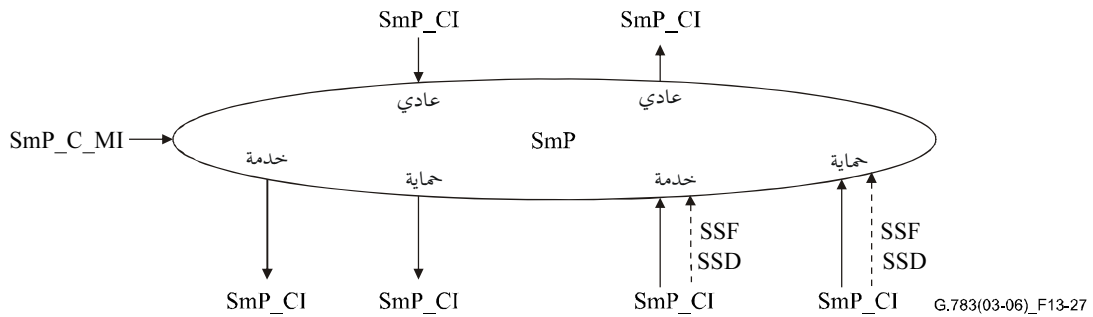 SmP_CI SmP_CI
عادي عادي
SmP_C_MI SmP
خدمة حماية خدمة حماية
SSF SSF
SSD SSD
SmP_CI SmP_CI SmP_CI SmP_CI G.783(03-06)_F13-27